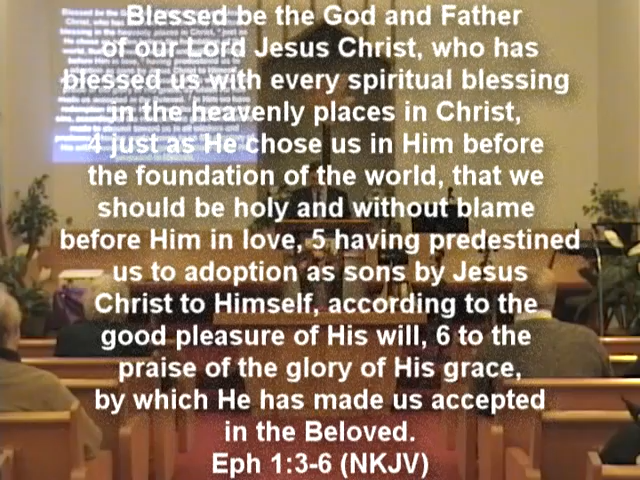 Blessed be the God and Father
of our Lord Jesus Christ, who has
blessed us with every spiritual blessing
in the heavenly places in Christ,
4 just as He chose us in Him before
the foundation of the world, that we
should be holy and without blame
before Him in love, 5 having predestined
us to adoption as sons by Jesus
Christ to Himself, according to the
good pleasure of His will, 6 to the
praise of the glory of His grace,
by which He has made us accepted
in the Beloved.
Eph 1:3-6 (NKJV)